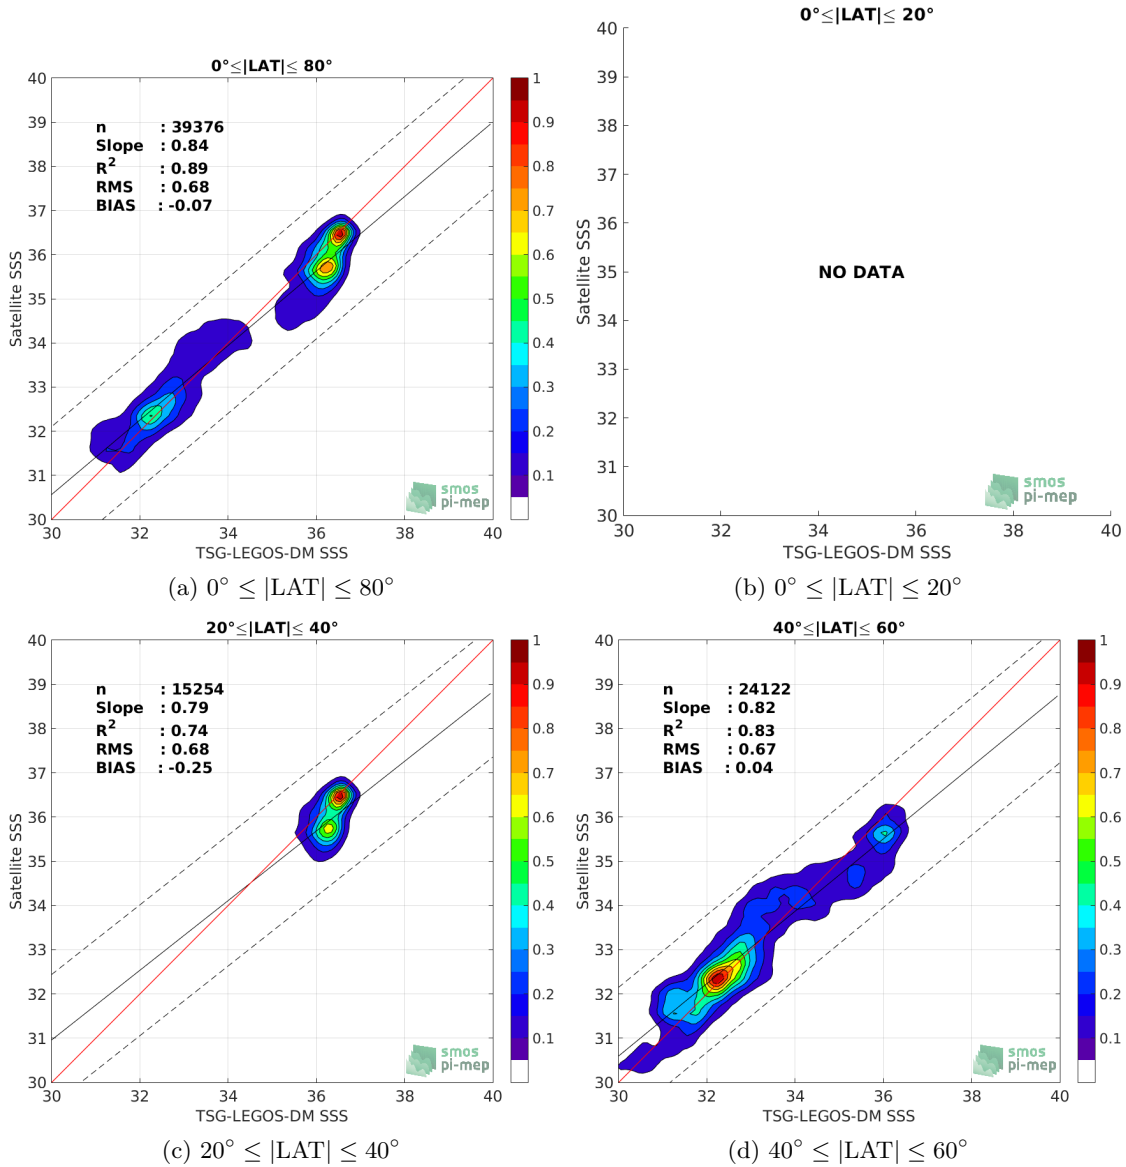 0°≤|LAT|≤ 80°
n : 39376
Slope : 0.84
R² : 0.89
RMS : 0.68
BIAS : -0.07
40
39
38
37
36
35
34
33
32
31
30
Satellite SSS
30 32 34 36 38 40
TSG-LEGOS-DM SSS
1
0.9
0.8
0.7
0.6
0.5
0.4
0.3
0.2
0.1
smos
pi-mep
(a) 0° ≤ |LAT| ≤ 80°
0°≤|LAT|≤ 20°
40
39
38
37
36
35
34
33
32
31
30
Satellite SSS
NO DATA
30 32 34 36 38 40
TSG-LEGOS-DM SSS
smos
pi-mep
(b) 0° ≤ |LAT| ≤ 20°
20°≤|LAT|≤ 40°
n : 15254
Slope : 0.79
R² : 0.74
RMS : 0.68
BIAS : -0.25
40
39
38
37
36
35
34
33
32
31
30
Satellite SSS
30 32 34 36 38 40
TSG-LEGOS-DM SSS
1
0.9
0.8
0.7
0.6
0.5
0.4
0.3
0.2
0.1
smos
pi-mep
(c) 20° ≤ |LAT| ≤ 40°
40°≤|LAT|≤ 60°
n : 24122
Slope : 0.82
R² : 0.83
RMS : 0.67
BIAS : 0.04
40
39
38
37
36
35
34
33
32
31
30
Satellite SSS
30 32 34 36 38 40
TSG-LEGOS-DM SSS
1
0.9
0.8
0.7
0.6
0.5
0.4
0.3
0.2
0.1
smos
pi-mep
(d) 40° ≤ |LAT| ≤ 60°